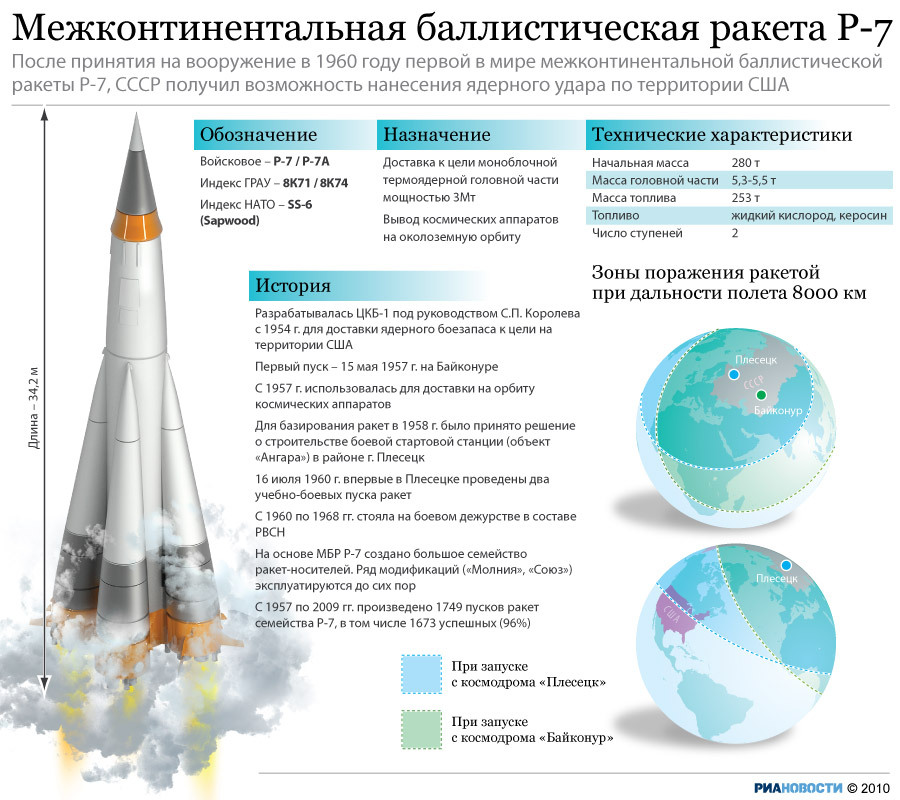 Межконтинентальная баллистическая ракета Р-7
После принятия на вооружение в 1960 году первой в мире межконтинентальной баллистической
ракеты Р-7, СССР получил возможность нанесения ядерного удара по территории США
Длина – 34,2 м
Обозначение
Войсковое – Р-7 / Р-7А
Индекс ГРАУ – 8К71 / 8К74
Индекс НАТО – SS-6
(Sapwood)
Назначение
Доставка к цели моноблочной
термоядерной головной части
мощностью 3Мт
Вывод космических аппаратов
на околоземную орбиту
Технические характеристики
Начальная масса 280 т
Масса головной части 5,3-5,5 т
Масса топлива 253 т
Топливо жидкий кислород, керосин
Число ступеней 2
История
Разрабатывалась ЦКБ-1 под руководством С.П. Королева
с 1954 г. для доставки ядерного боезапаса к цели на
территории США
Первый пуск – 15 мая 1957 г. на Байконуре
С 1957 г. использовалась для доставки на орбиту
космических аппаратов
Для базирования ракет в 1958 г. было принято решение
о строительстве боевой стартовой станции (объект
«Ангара») в районе г. Плесецк
16 июля 1960 г. впервые в Плесецке проведены два
учебно-боевых пуска ракет
С 1960 по 1968 гг. стояла на боевом дежурстве в составе
РВСН
На основе МБР Р-7 создано большое семейство
ракет-носителей. Ряд модификаций («Молния», «Союз»)
эксплуатируются до сих пор
С 1957 по 2009 гг. произведено 1749 пусков ракет
семейства Р-7, в том числе 1673 успешных (96%)
Зоны поражения ракетой
при дальности полета 8000 км
Плесецк
СССР
Байконур
Плесецк
США
При запуске
с космодрома «Плесецк»
При запуске
с космодрома «Байконур»
РИАНОВОСТИ © 2010